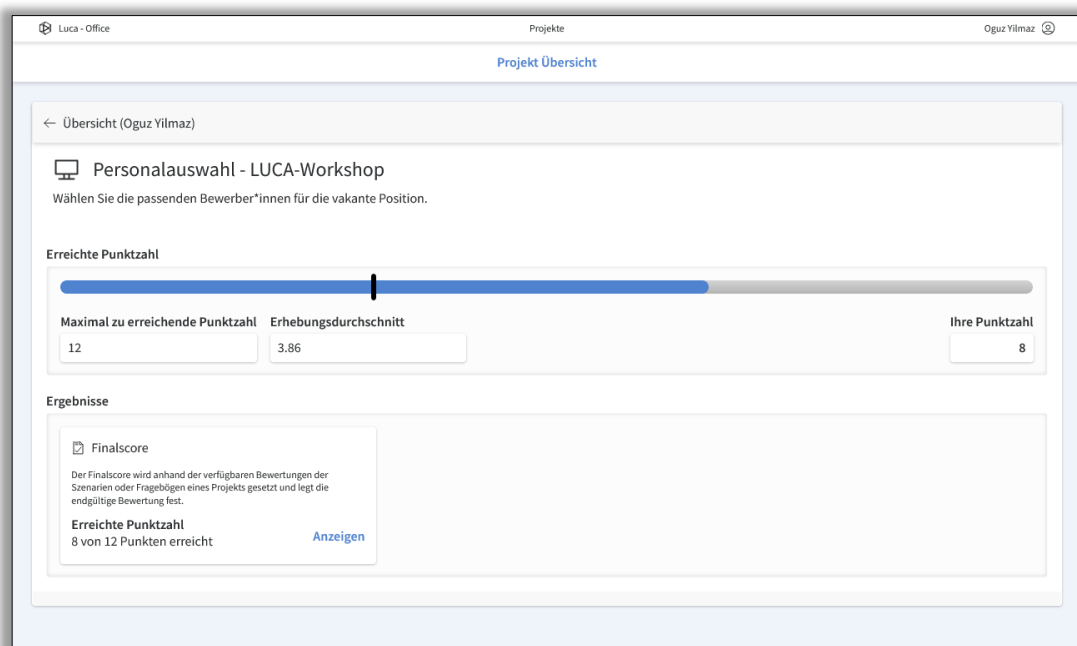 Luca - Office
Projekte
Oguz Yilmaz
Projekt Übersicht
Übersicht (Oguz Yilmaz)
Personalauswahl - LUCA-Workshop
Wählen Sie die passenden Bewerber*innen für die vakante Position.
Erreichte Punktzahl
Maximal zu erreichende Punktzahl
Erhebungsdurchschnitt
Ihre Punktzahl
12
3.86
8
Ergebnisse
Finalscore
Der Finalscore wird anhand der verfügbaren Bewertungen der
Szenarien oder Fragebögen eines Projekts gesetzt und legt die
endgültige Bewertung fest.
Erreichte Punktzahl
8 von 12 Punkten erreicht
Anzeigen